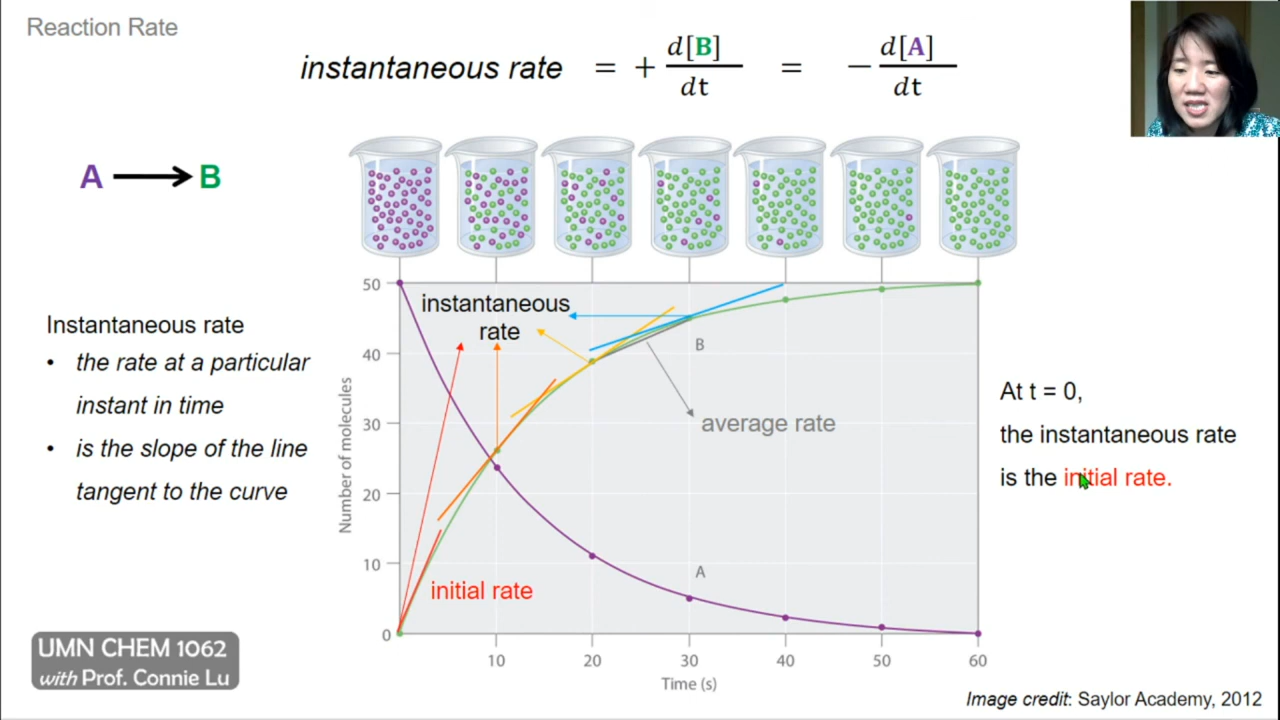 Reaction Rate
instantaneous rate = + d[B]/dt = − d[A]/dt
A → B
Instantaneous rate
• the rate at a particular
instant in time
• is the slope of the line
tangent to the curve
instantaneous
rate
B
average rate
A
initial rate
Number of molecules
50
40
30
20
10
0
10 20 30 40 50 60
Time (s)
At t = 0,
the instantaneous rate
is the initial rate.
UMN CHEM 1062
with Prof. Connie Lu
Image credit: Saylor Academy, 2012